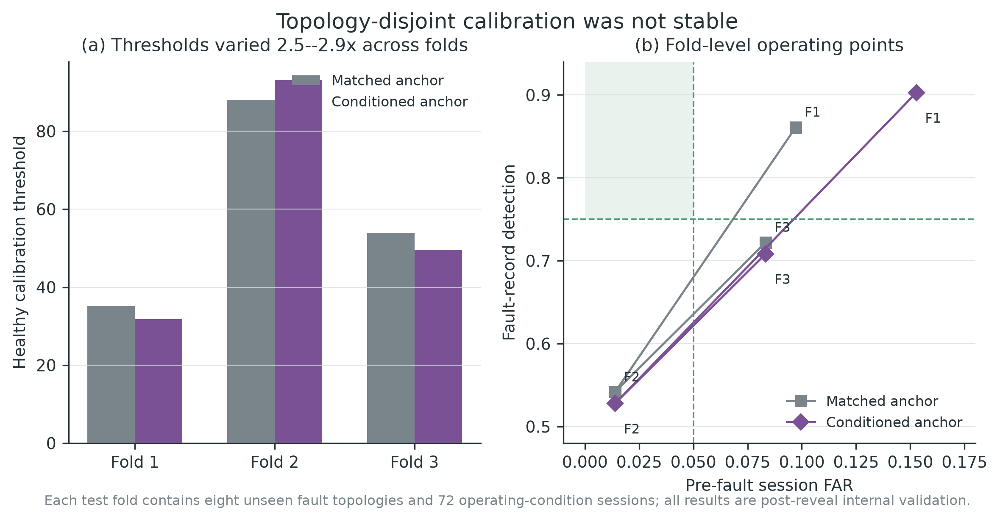 Topology-disjoint calibration was not stable
(a) Thresholds varied 2.5--2.9x across folds
Healthy calibration threshold
80
60
40
20
0
Matched anchor
Conditioned anchor
Fold 1
Fold 2
Fold 3
(b) Fold-level operating points
Fault-record detection
0.9
0.8
0.7
0.6
0.5
F1
F1
F3
F3
F2
F2
Matched anchor
Conditioned anchor
0.000
0.025
0.050
0.075
0.100
0.125
0.150
0.175
Pre-fault session FAR
Each test fold contains eight unseen fault topologies and 72 operating-condition sessions; all results are post-reveal internal validation.